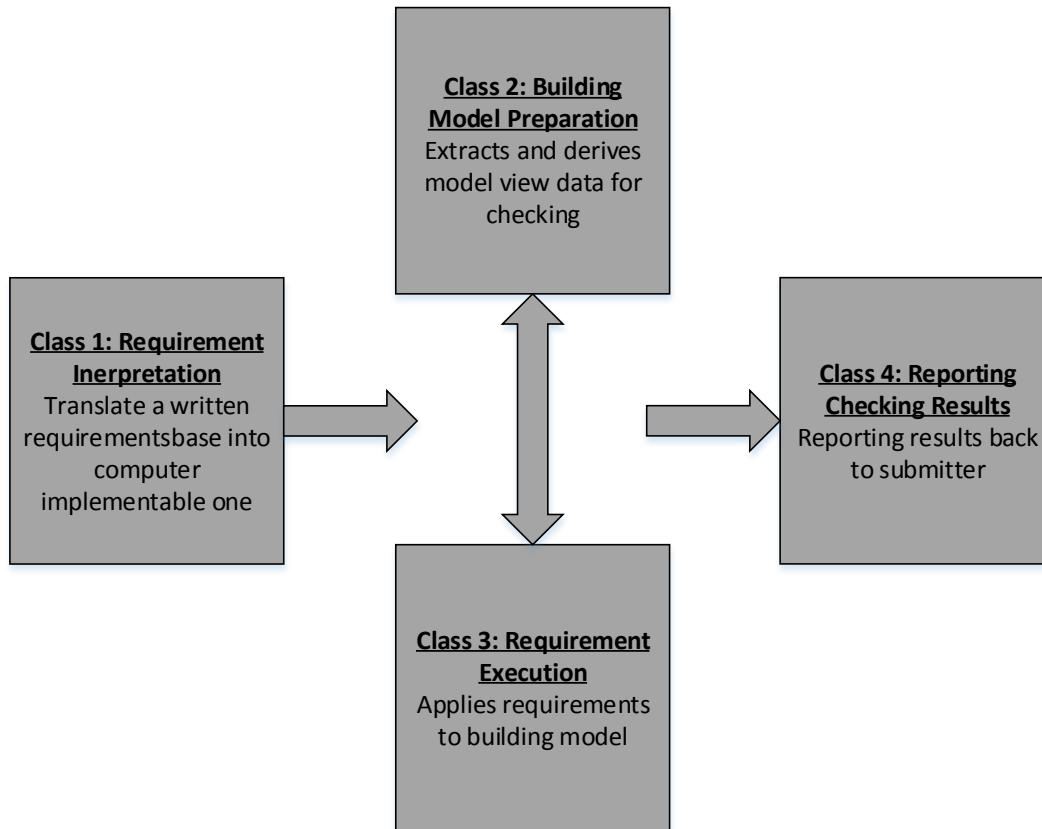 Class 2: Building
Model Preparation
Extracts and derives
model view data for
checking
Class 1: Requirement
Inerpretation
Translate a written
requirementsbase into
computer
implementable one
Class 4: Reporting
Checking Results
Reporting results back
to submitter
Class 3: Requirement
Execution
Applies requirements
to building model